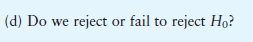 (d) Do we reject or fail to reject H₀?